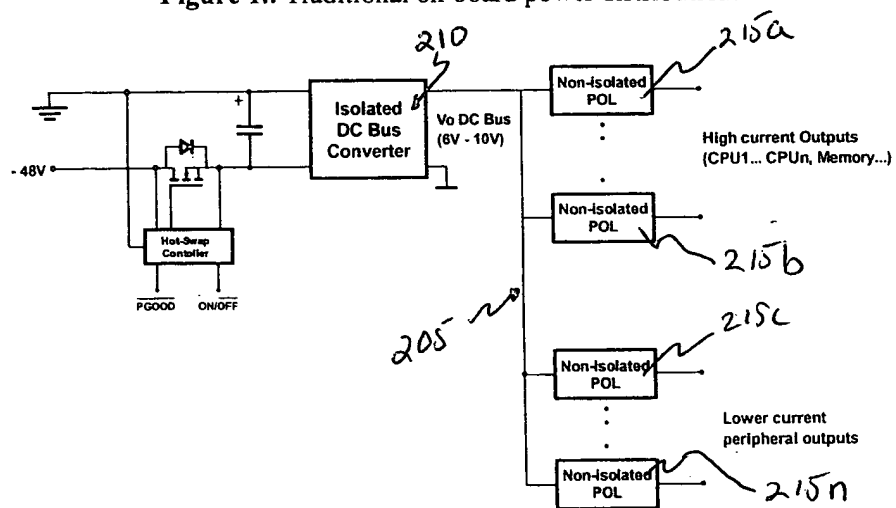 Figure 1.: Traditional on-board power
210
215a
Isolated
DC Bus
Converter
Vo DC Bus
(6V - 10V)
Non-isolated
POL
High current Outputs
(CPU1... CPUn, Memory...)
+
- 48V
Non-isolated
POL
215b
Hot-Swap
Contoller
PGOOD
ON/OFF
205
215c
Non-isolated
POL
Lower current
peripheral outputs
Non-isolated
POL
215n